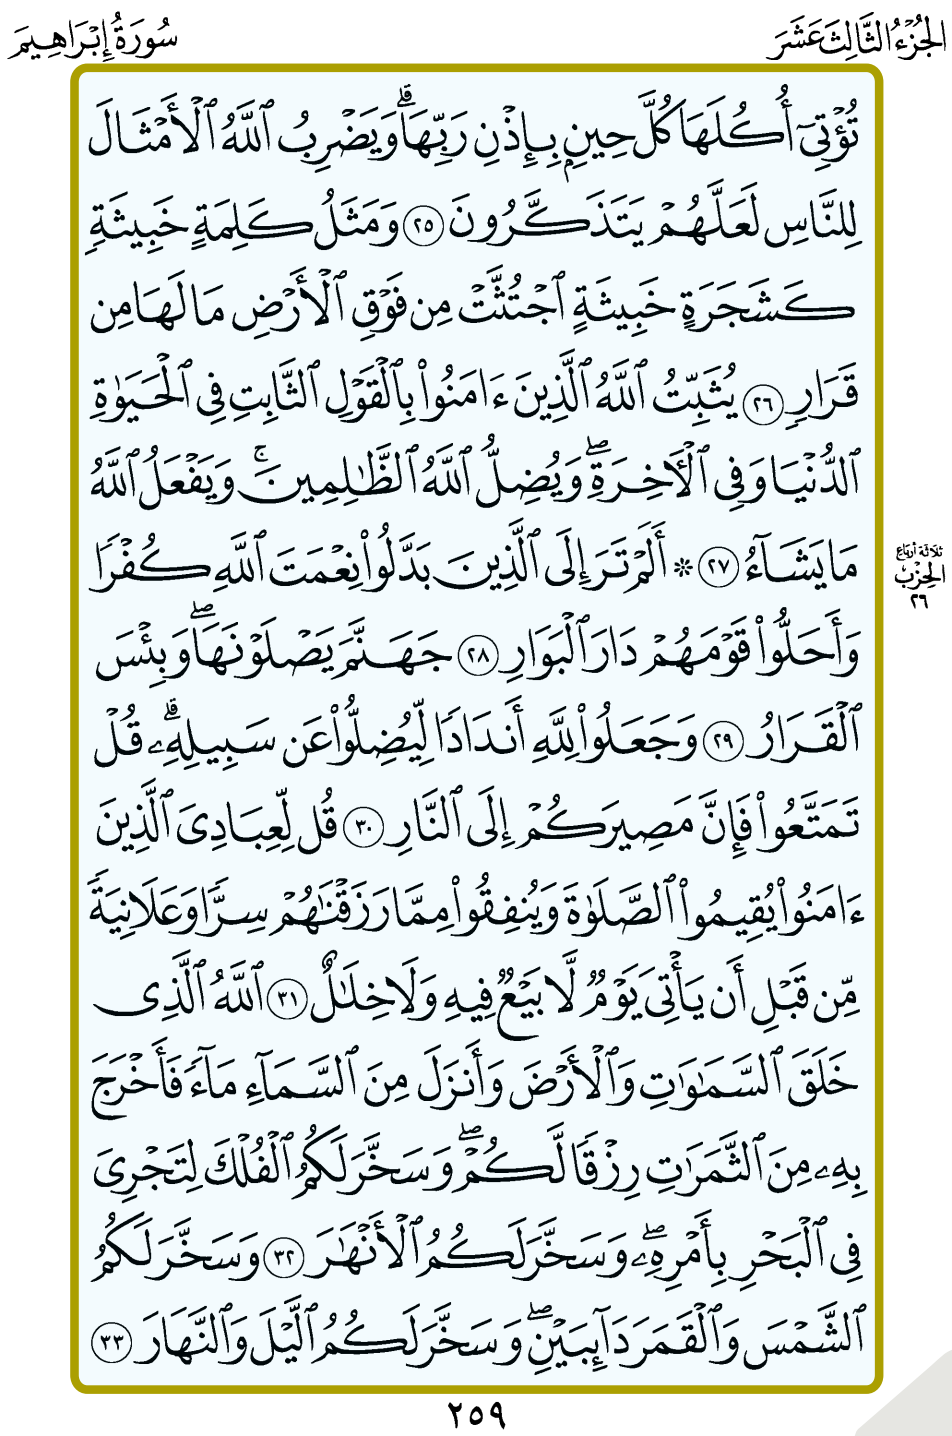 الجُزْءُ الثَّالِثَ عَشَرَ
سُورَةُ إِبْرَاهِيمَ
تُؤْتِىٓ أُكُلَهَا كُلَّ حِينٍۭ بِإِذْنِ رَبِّهَاۗ وَيَضْرِبُ ٱللَّهُ ٱلْأَمْثَالَ
لِلنَّاسِ لَعَلَّهُمْ يَتَذَكَّرُونَ ٢٥ وَمَثَلُ كَلِمَةٍ خَبِيثَةٍ
كَشَجَرَةٍ خَبِيثَةٍ ٱجْتُثَّتْ مِن فَوْقِ ٱلْأَرْضِ مَا لَهَا مِن
قَرَارٍ ٢٦ يُثَبِّتُ ٱللَّهُ ٱلَّذِينَ ءَامَنُوا۟ بِٱلْقَوْلِ ٱلثَّابِتِ فِى ٱلْحَيَوٰةِ
ٱلدُّنْيَا وَفِى ٱلْءَاخِرَةِۖ وَيُضِلُّ ٱللَّهُ ٱلظَّـٰلِمِينَۚ وَيَفْعَلُ ٱللَّهُ
مَا يَشَآءُ ٢٧ ۞ أَلَمْ تَرَ إِلَى ٱلَّذِينَ بَدَّلُوا۟ نِعْمَتَ ٱللَّهِ كُفْرًا
وَأَحَلُّوا۟ قَوْمَهُمْ دَارَ ٱلْبَوَارِ ٢٨ جَهَنَّمَ يَصْلَوْنَهَاۖ وَبِئْسَ
ٱلْقَرَارُ ٢٩ وَجَعَلُوا۟ لِلَّهِ أَندَادًا لِّيُضِلُّوا۟ عَن سَبِيلِهِۦۗ قُلْ
تَمَتَّعُوا۟ فَإِنَّ مَصِيرَكُمْ إِلَى ٱلنَّارِ ٣٠ قُل لِّعِبَادِىَ ٱلَّذِينَ
ءَامَنُوا۟ يُقِيمُوا۟ ٱلصَّلَوٰةَ وَيُنفِقُوا۟ مِمَّا رَزَقْنَـٰهُمْ سِرًّا وَعَلَانِيَةً
مِّن قَبْلِ أَن يَأْتِىَ يَوْمٌ لَّا بَيْعٌ فِيهِ وَلَا خِلَـٰلٌ ٣١ ٱللَّهُ ٱلَّذِى
خَلَقَ ٱلسَّمَـٰوَٰتِ وَٱلْأَرْضَ وَأَنزَلَ مِنَ ٱلسَّمَآءِ مَآءً فَأَخْرَجَ
بِهِۦ مِنَ ٱلثَّمَرَٰتِ رِزْقًا لَّكُمْۖ وَسَخَّرَ لَكُمُ ٱلْفُلْكَ لِتَجْرِىَ
فِى ٱلْبَحْرِ بِأَمْرِهِۦۖ وَسَخَّرَ لَكُمُ ٱلْأَنْهَـٰرَ ٣٢ وَسَخَّرَ لَكُمُ
ٱلشَّمْسَ وَٱلْقَمَرَ دَآئِبَيْنِۖ وَسَخَّرَ لَكُمُ ٱلَّيْلَ وَٱلنَّهَارَ ٣٣
ثلاثة أرباع
الحِزْب
٢٦
٢٥٩